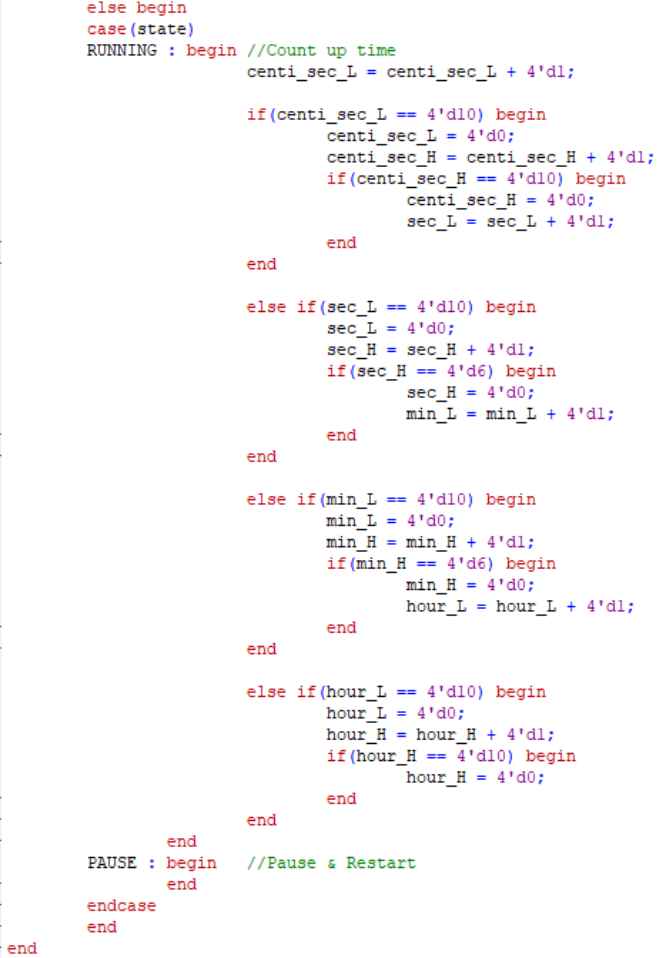 else begin
case(state)
RUNNING : begin //Count up time
centi_sec_L = centi_sec_L + 4'd1;
if(centi_sec_L == 4'd10) begin
centi_sec_L = 4'd0;
centi_sec_H = centi_sec_H + 4'd1;
if(centi_sec_H == 4'd10) begin
centi_sec_H = 4'd0;
sec_L = sec_L + 4'd1;
end
end
else if(sec_L == 4'd10) begin
sec_L = 4'd0;
sec_H = sec_H + 4'd1;
if(sec_H == 4'd6) begin
sec_H = 4'd0;
min_L = min_L + 4'd1;
end
end
else if(min_L == 4'd10) begin
min_L = 4'd0;
min_H = min_H + 4'd1;
if(min_H == 4'd6) begin
min_H = 4'd0;
hour_L = hour_L + 4'd1;
end
end
else if(hour_L == 4'd10) begin
hour_L = 4'd0;
hour_H = hour_H + 4'd1;
if(hour_H == 4'd10) begin
hour_H = 4'd0;
end
end
end
PAUSE : begin //Pause & Restart
end
endcase
end
end